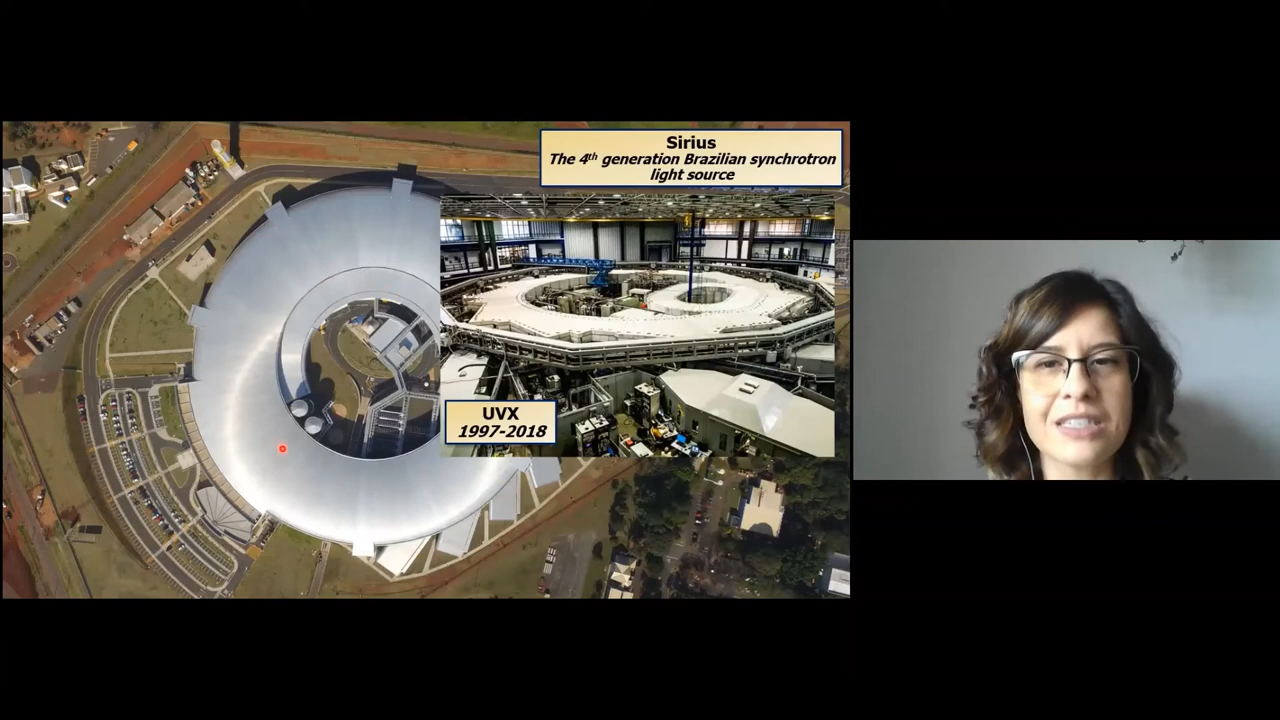 Sirius
The 4th generation Brazilian synchrotron
light source
UVX
1997-2018